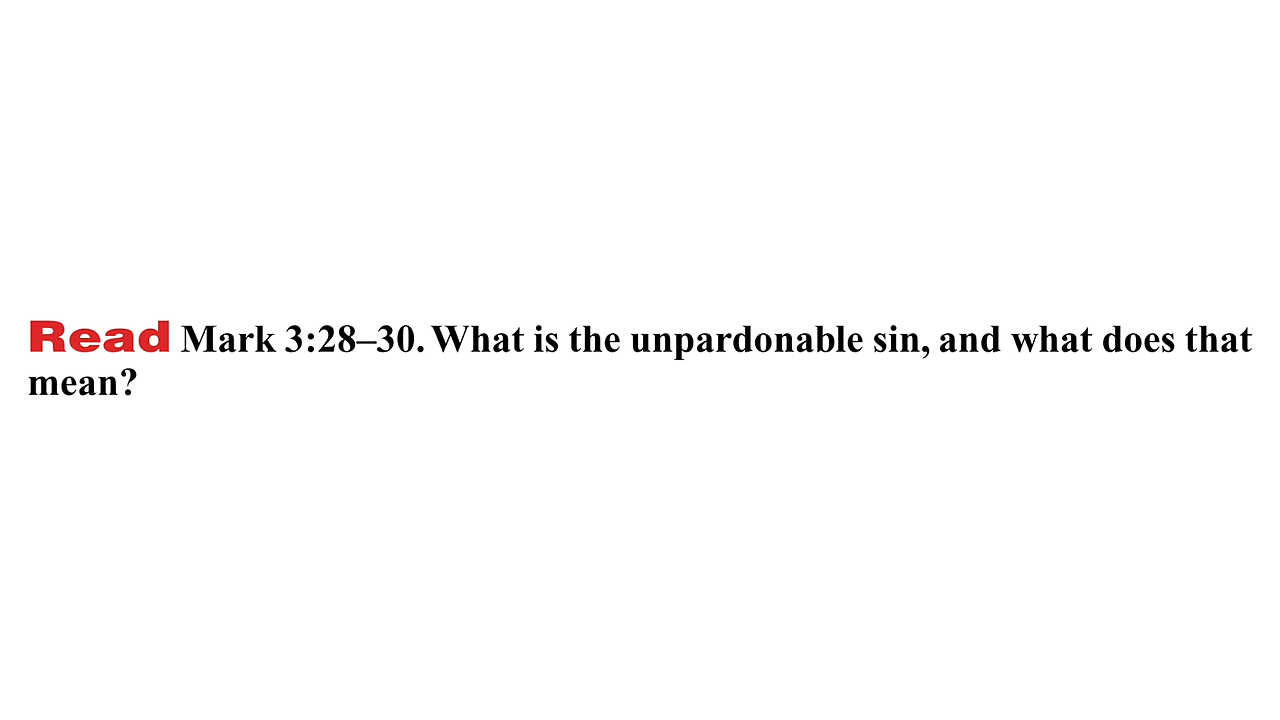 Read Mark 3:28–30. What is the unpardonable sin, and what does that
mean?